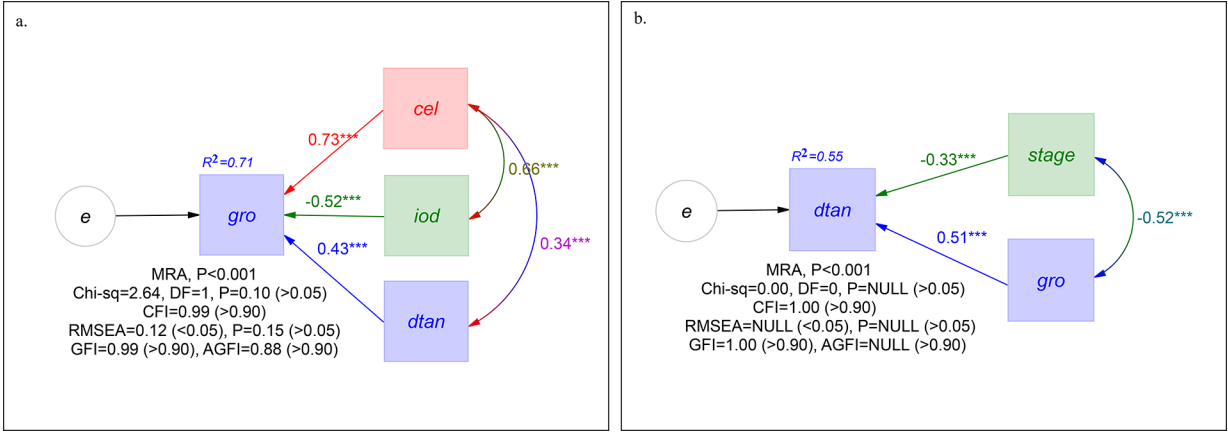 a.
cel
0.73***
R²=0.71
0.66***
e
gro
-0.52***
iod
0.43***
0.34***
MRA, P<0.001
Chi-sq=2.64, DF=1, P=0.10 (>0.05)
CFI=0.99 (>0.90)
RMSEA=0.12 (<0.05), P=0.15 (>0.05)
GFI=0.99 (>0.90), AGFI=0.88 (>0.90)
dtan
b.
R²=0.55
-0.33***
stage
e
dtan
-0.52***
0.51***
gro
MRA, P<0.001
Chi-sq=0.00, DF=0, P=NULL (>0.05)
CFI=1.00 (>0.90)
RMSEA=NULL (<0.05), P=NULL (>0.05)
GFI=1.00 (>0.90), AGFI=NULL (>0.90)